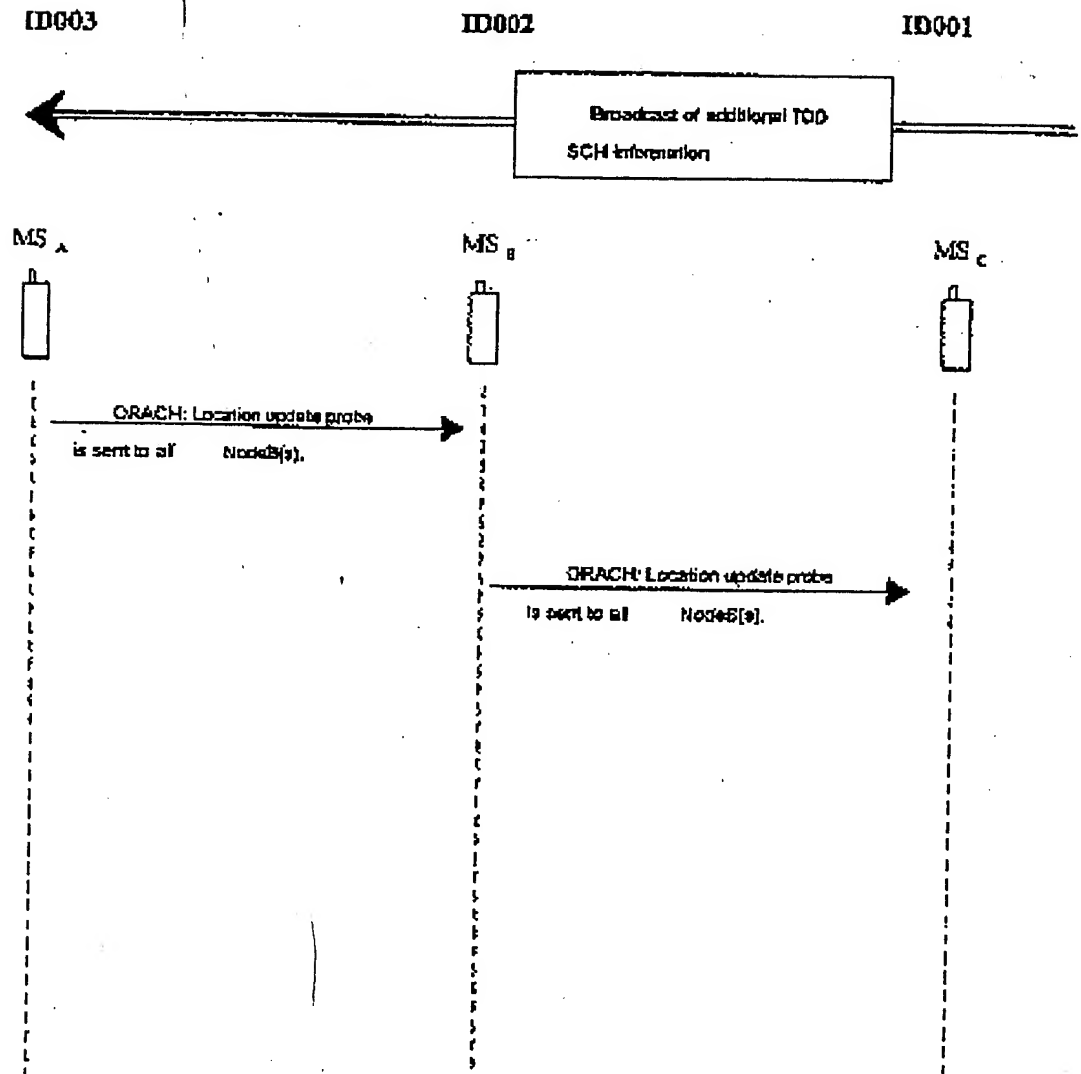 ID003 ID002 ID001
Broadcast of additional TDD
SCH information
MS A MS B MS C
ORACH: Location update probe
is sent to all NodeB(s).
ORACH: Location update probe
is sent to all NodeB[s].